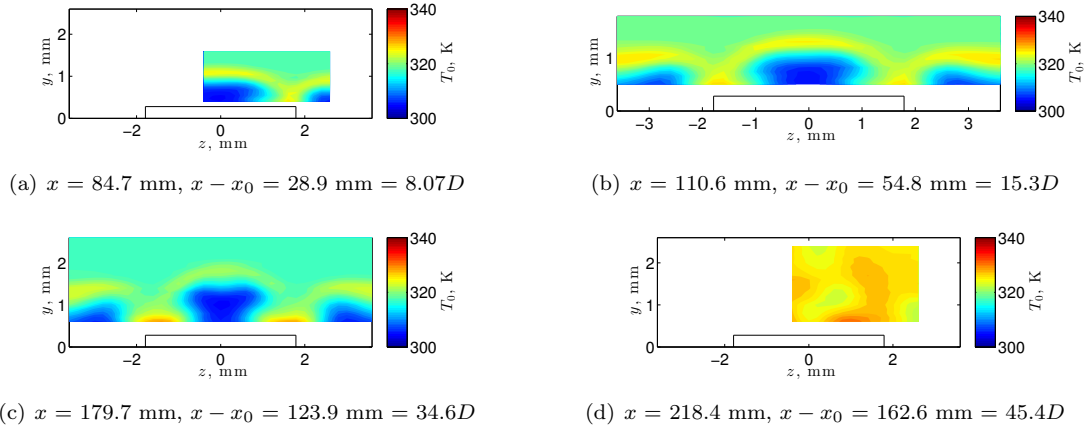 340
2
y, mm
320
T0, K
1
0
300
−2
0
2
z, mm
(a) x = 84.7 mm, x − x0 = 28.9 mm = 8.07D
340
y, mm
1
320
T0, K
0
300
−3
−2
−1
0
1
2
3
z, mm
(b) x = 110.6 mm, x − x0 = 54.8 mm = 15.3D
340
2
y, mm
320
T0, K
1
0
300
−2
0
2
z, mm
(c) x = 179.7 mm, x − x0 = 123.9 mm = 34.6D
340
2
y, mm
320
T0, K
1
0
300
−2
0
2
z, mm
(d) x = 218.4 mm, x − x0 = 162.6 mm = 45.4D